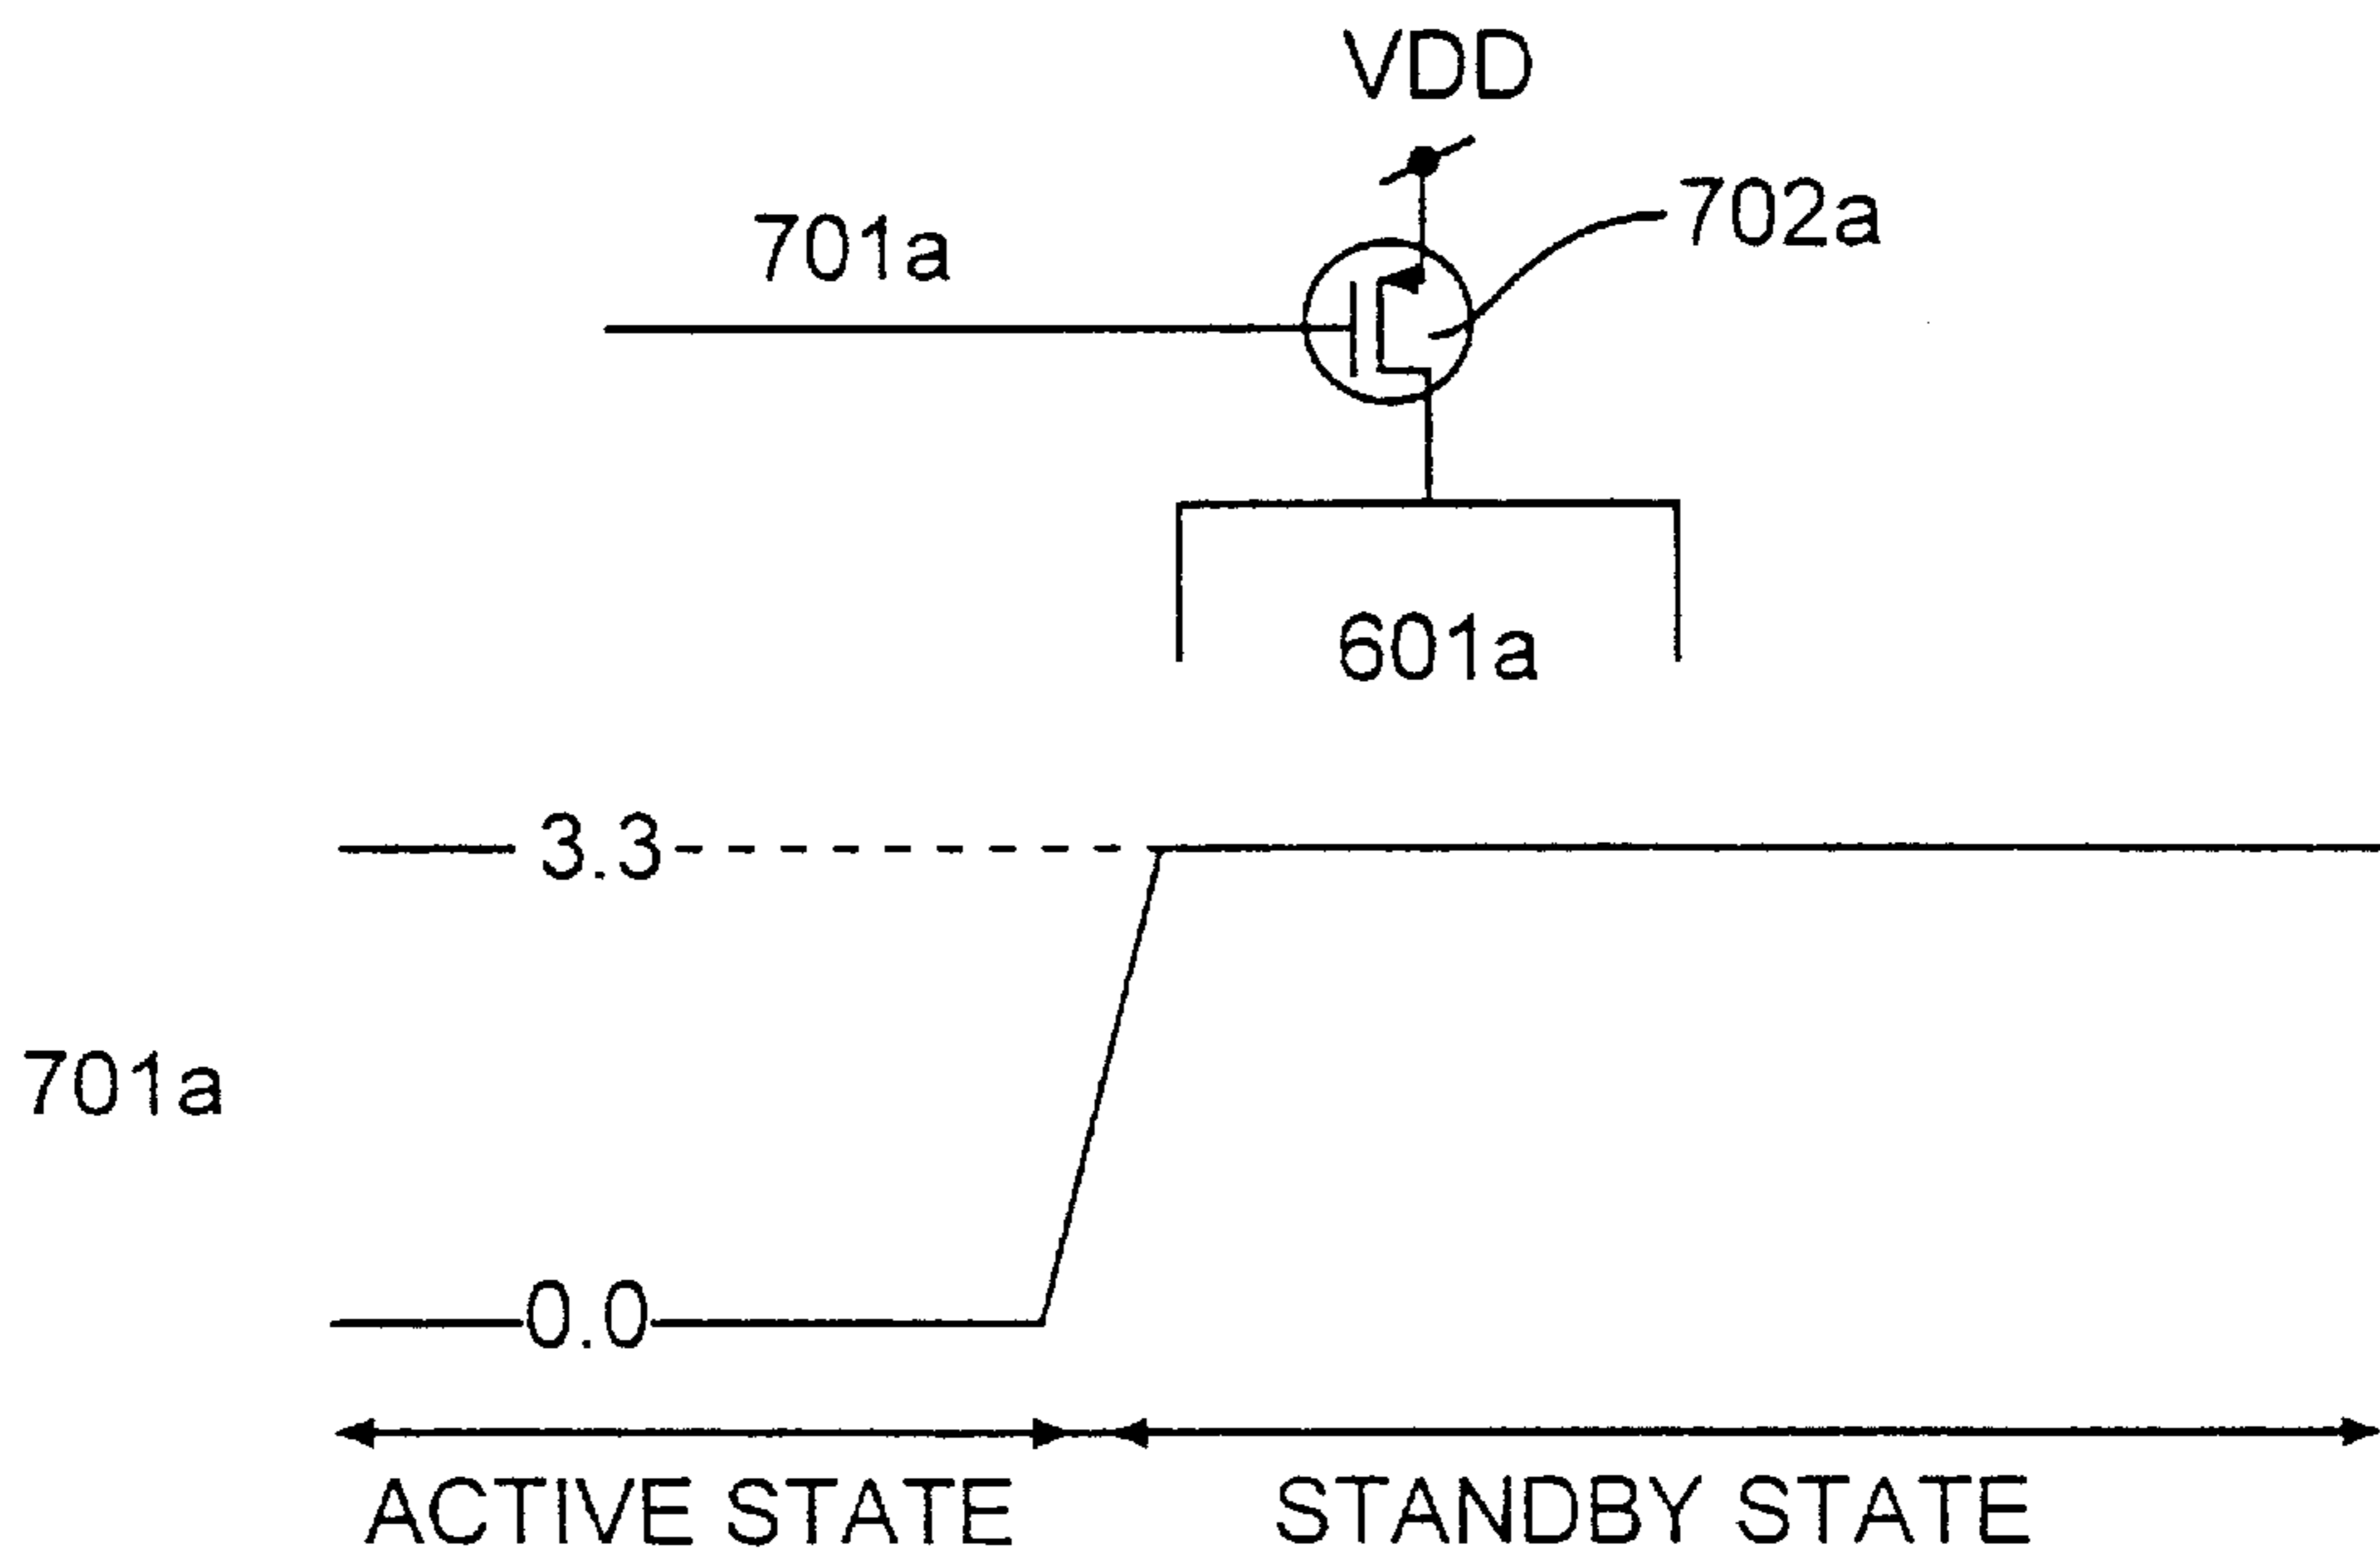 VDD
701a
702a
601a
3.3
701a
0.0
ACTIVE STATE
STANDBY STATE